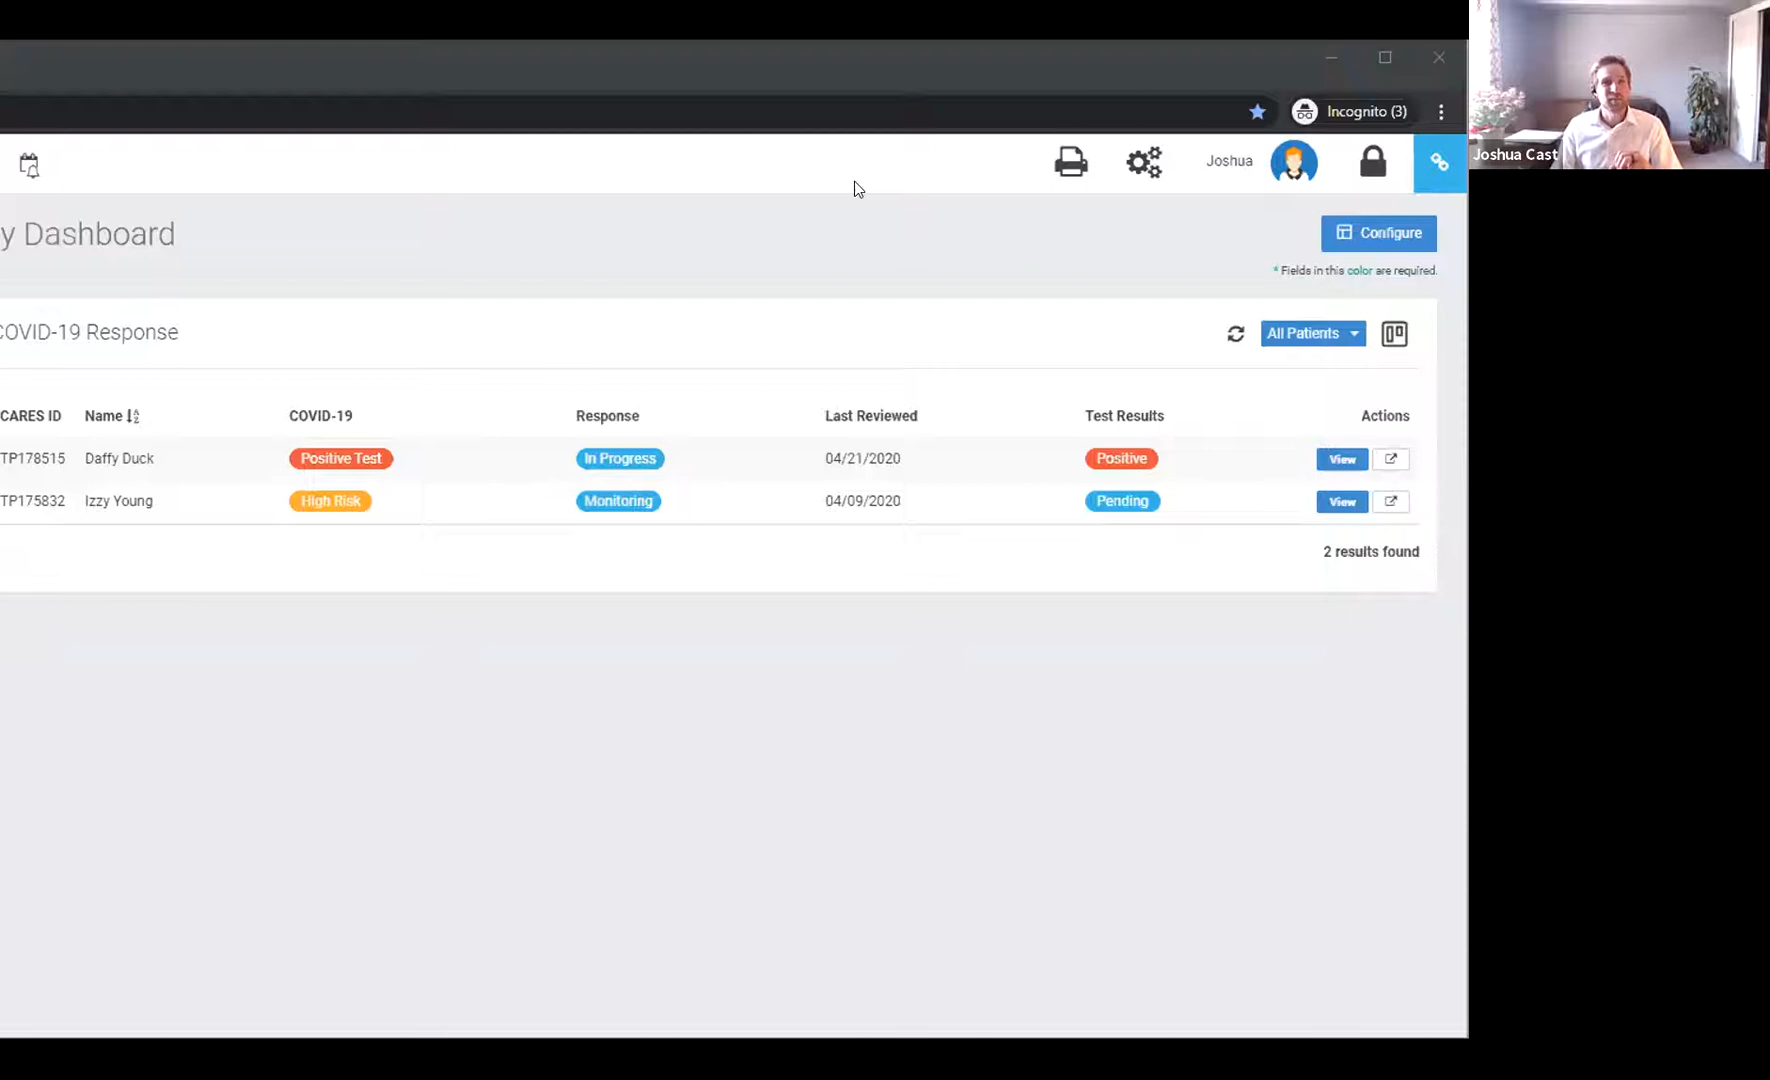 Incognito (3)
Joshua Cast
Joshua
y Dashboard
Configure
* Fields in this color are required.
COVID-19 Response
All Patients
CARES ID Name COVID-19 Response Last Reviewed Test Results Actions
TP178515 Daffy Duck Positive Test In Progress 04/21/2020 Positive View
TP175832 Izzy Young High Risk Monitoring 04/09/2020 Pending View
2 results found